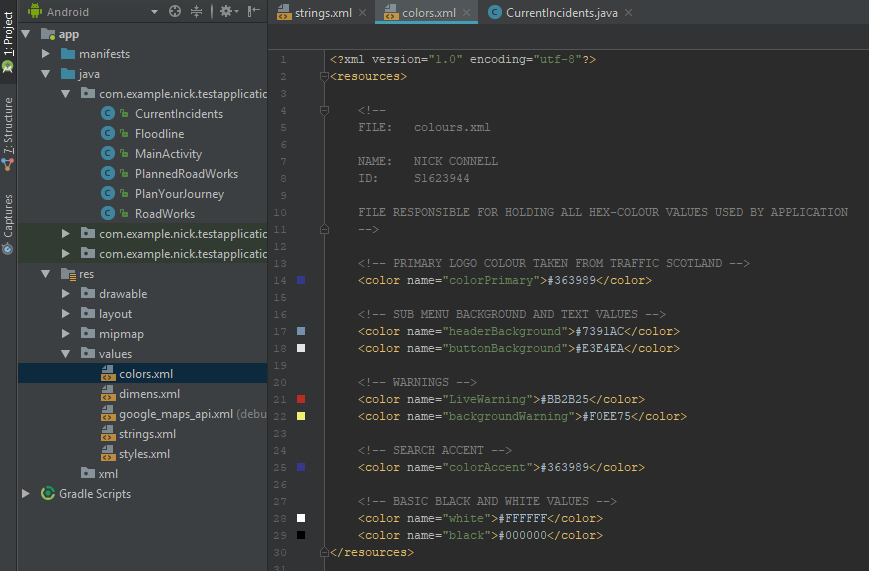 Android
1: Project
7: Structure
Captures
app
manifests
java
com.example.nick.testapplicatic
CurrentIncidents
Floodline
MainActivity
PlannedRoadWorks
PlanYourJourney
RoadWorks
com.example.nick.testapplicatic
com.example.nick.testapplicatic
res
drawable
layout
mipmap
values
colors.xml
dimens.xml
google_maps_api.xml (debu
strings.xml
styles.xml
xml
Gradle Scripts
strings.xml × colors.xml × CurrentIncidents.java ×
1 <?xml version="1.0" encoding="utf-8"?>
2 <resources>
3
4 <!--
5 FILE: colours.xml
6
7 NAME: NICK CONNELL
8 ID: S1623944
9
10 FILE RESPONSIBLE FOR HOLDING ALL HEX-COLOUR VALUES USED BY APPLICATION
11 -->
12
13 <!-- PRIMARY LOGO COLOUR TAKEN FROM TRAFFIC SCOTLAND -->
14 <color name="colorPrimary">#363989</color>
15
16 <!-- SUB MENU BACKGROUND AND TEXT VALUES -->
17 <color name="headerBackground">#7391AC</color>
18 <color name="buttonBackground">#E3E4EA</color>
19
20 <!-- WARNINGS -->
21 <color name="LiveWarning">#BB2B25</color>
22 <color name="backgroundWarning">#F0EE75</color>
23
24 <!-- SEARCH ACCENT -->
25 <color name="colorAccent">#363989</color>
26
27 <!-- BASIC BLACK AND WHITE VALUES -->
28 <color name="white">#FFFFFF</color>
29 <color name="black">#000000</color>
30 </resources>
31